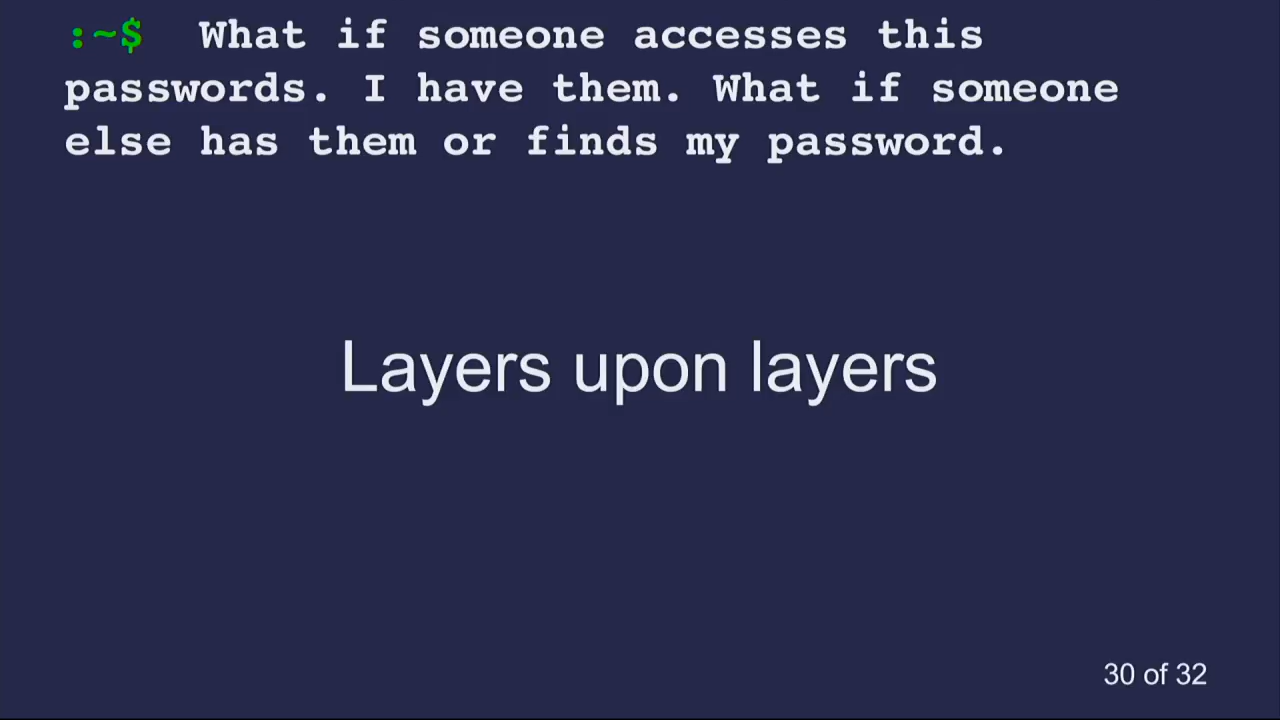 :~$ What if someone accesses this
passwords. I have them. What if someone
else has them or finds my password.
Layers upon layers
30 of 32